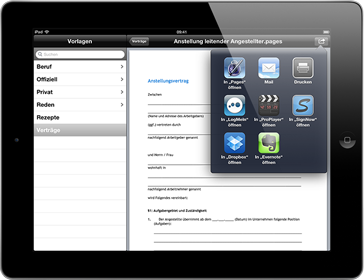 iPad
09:41
Vorlagen
Verträge
Anstellung leitender Angestellter.pages
Suchen
Beruf
Offiziell
Privat
Reden
Rezepte
Verträge
Anstellungsvertrag
Zwischen
(Name und Adresse des Arbeitgebers)
ggf.) vertreten durch
nachfolgend Arbeitgeber genannt
und Herrn / Frau
wohnhaft in
nachfolgend Arbeitnehmer genannt
wird folgendes vereinbart:
§1: Aufgabengebiet und Zuständigkeit
In „Pages“ öffnen
Mail
Drucken
In „LogMeIn“ öffnen
In „ProPlayer“ öffnen
In „SignNow“ öffnen
In „Dropbox“ öffnen
In „Evernote“ öffnen